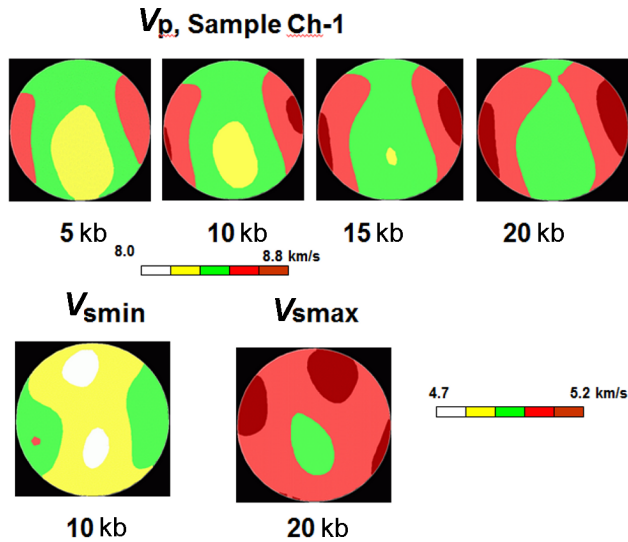 Vp, Sample Ch-1
5 kb 10 kb 15 kb 20 kb
8.0 8.8 km/s
Vsmin Vsmax
4.7 5.2 km/s
10 kb 20 kb